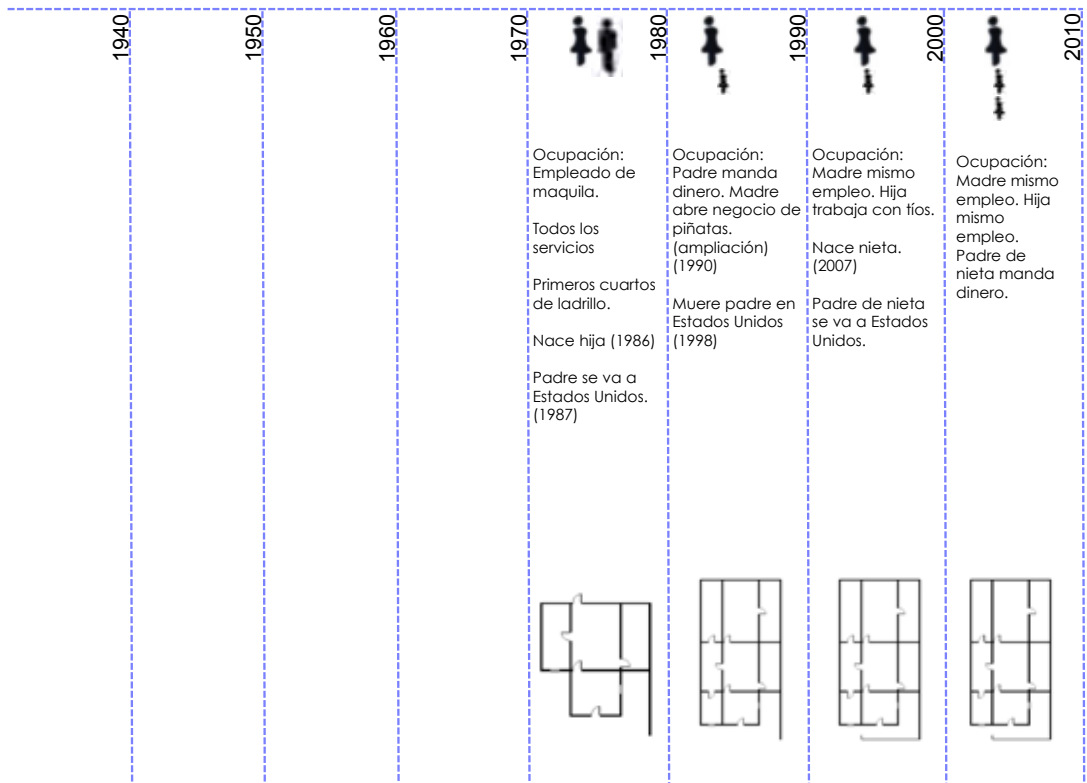 1940
1950
1960
1970
1980
1990
2000
2010
Ocupación:
Empleado de
maquila.
Todos los
servicios
Primeros cuartos
de ladrillo.
Nace hija (1986)
Padre se va a
Estados Unidos.
(1987)
Ocupación:
Padre manda
dinero. Madre
abre negocio de
piñatas.
(ampliación)
(1990)
Muere padre en
Estados Unidos
(1998)
Ocupación:
Madre mismo
empleo. Hija
trabaja con tíos.
Nace nieta.
(2007)
Padre de nieta
se va a Estados
Unidos.
Ocupación:
Madre mismo
empleo. Hija
mismo
empleo.
Padre de
nieta manda
dinero.